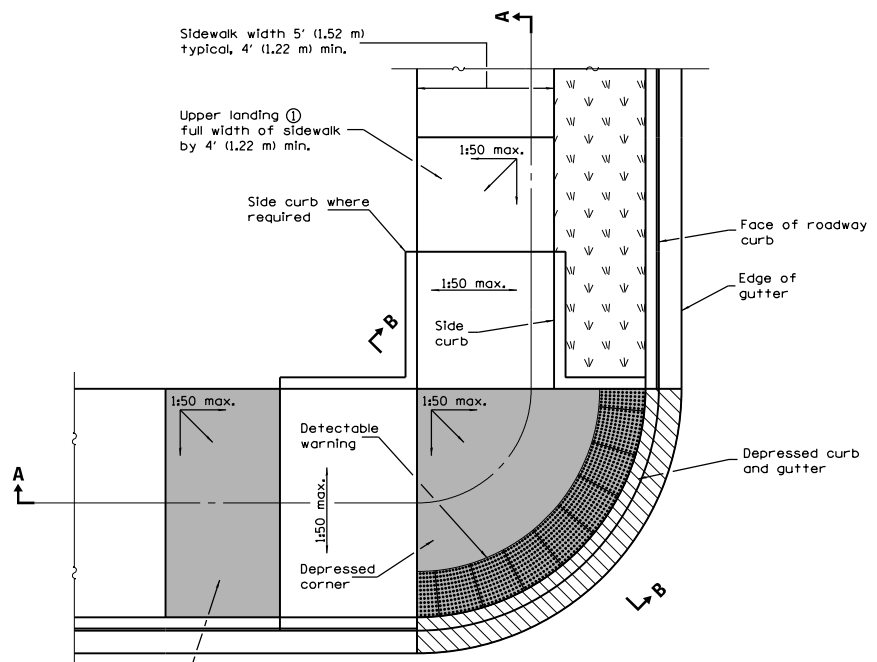 Sidewalk width 5' (1.52 m)
typical, 4' (1.22 m) min.
A
Upper landing ①
full width of sidewalk
by 4' (1.22 m) min.
1:50 max.
Side curb where
required
Face of roadway
curb
1:50 max.
Edge of
gutter
B
Side
curb
1:50 max.
1:50 max.
Detectable
warning
Depressed curb
and gutter
A
1:50 max.
Depressed
corner
B